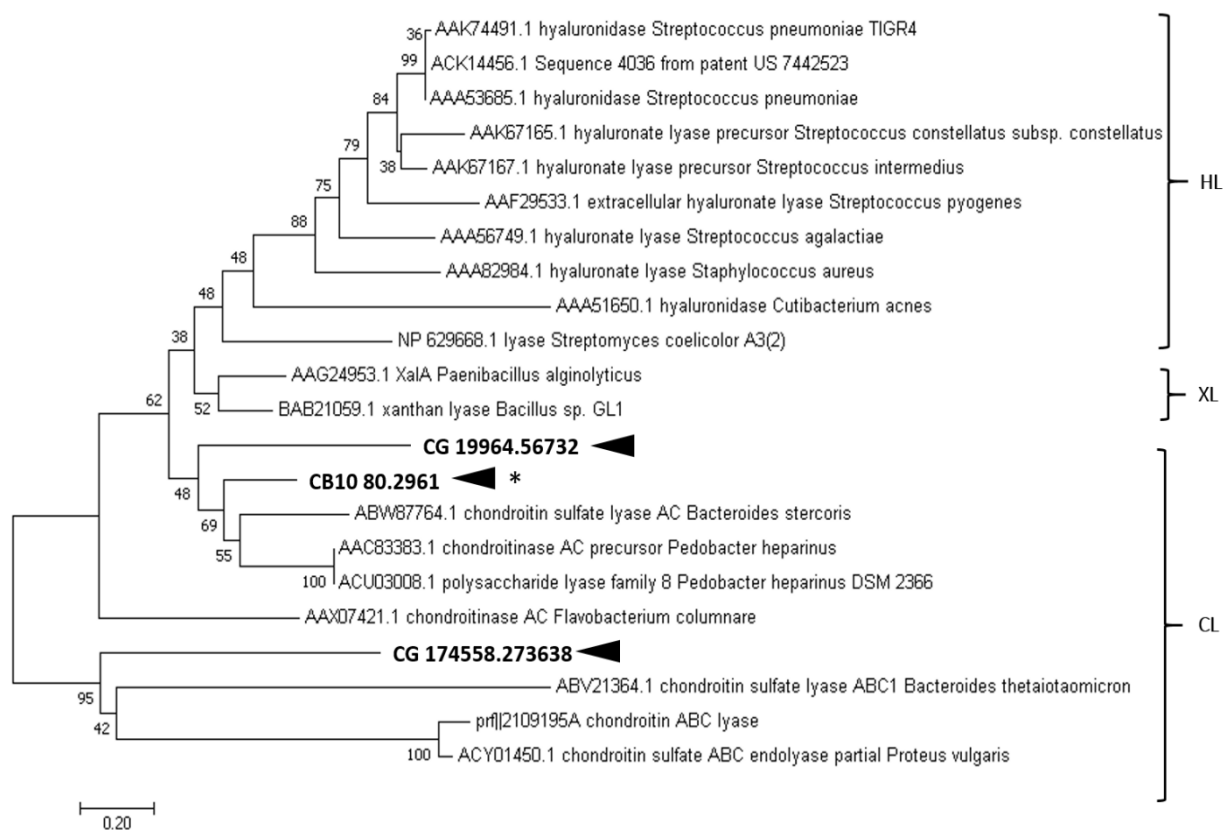 36 AAK74491.1 hyaluronidase Streptococcus pneumoniae TIGR4
99 ACK14456.1 Sequence 4036 from patent US 7442523
AAA53685.1 hyaluronidase Streptococcus pneumoniae
84
AAK67165.1 hyaluronate lyase precursor Streptococcus constellatus subsp. constellatus
79
38 AAK67167.1 hyaluronate lyase precursor Streptococcus intermedius
HL
75
AAF29533.1 extracellular hyaluronate lyase Streptococcus pyogenes
88
AAA56749.1 hyaluronate lyase Streptococcus agalactiae
48
AAA82984.1 hyaluronate lyase Staphylococcus aureus
48
AAA51650.1 hyaluronidase Cutibacterium acnes
38
NP 629668.1 lyase Streptomyces coelicolor A3(2)
AAG24953.1 XalA Paenibacillus alginolyticus
XL
62
52 BAB21059.1 xanthan lyase Bacillus sp. GL1
CG 19964.56732
48
CB10 80.2961 *
69
ABW87764.1 chondroitin sulfate lyase AC Bacteroides stercoris
55
AAC83383.1 chondroitinase AC precursor Pedobacter heparinus
100 ACU03008.1 polysaccharide lyase family 8 Pedobacter heparinus DSM 2366
AAX07421.1 chondroitinase AC Flavobacterium columnare
CL
CG 174558.273638
95
ABV21364.1 chondroitin sulfate lyase ABC1 Bacteroides thetaiotaomicron
42
prf||2109195A chondroitin ABC lyase
100 ACY01450.1 chondroitin sulfate ABC endolyase partial Proteus vulgaris
0.20